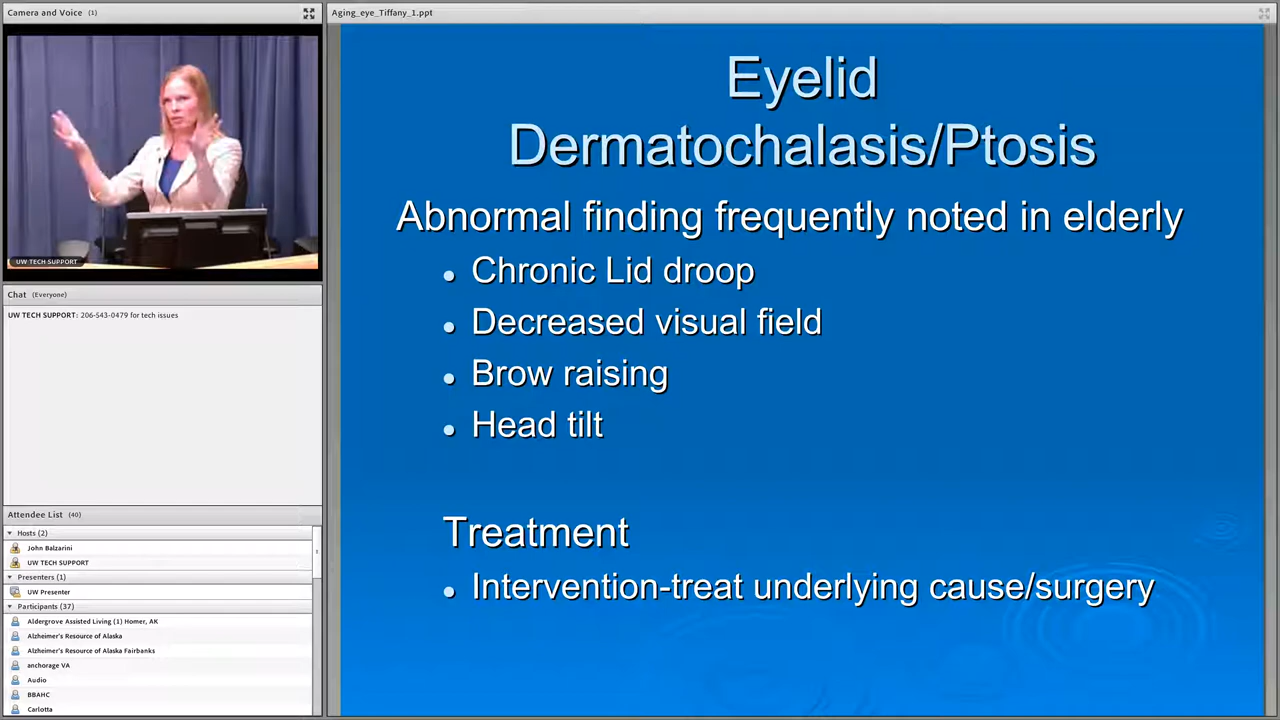 Camera and Voice (1)
UW TECH SUPPORT
Chat (Everyone)
UW TECH SUPPORT: 206-543-0479 for tech issues
Attendee List (40)
Hosts (2)
John Balzarini
UW TECH SUPPORT
Presenters (1)
UW Presenter
Participants (37)
Aldergrove Assisted Living (1) Homer, AK
Alzheimer's Resource of Alaska
Alzheimer's Resource of Alaska Fairbanks
anchorage VA
Audio
BBAHC
Carlotta
Aging_eye_Tiffany_1.ppt
Eyelid
Dermatochalasis/Ptosis
Abnormal finding frequently noted in elderly
• Chronic Lid droop
• Decreased visual field
• Brow raising
• Head tilt
Treatment
• Intervention-treat underlying cause/surgery